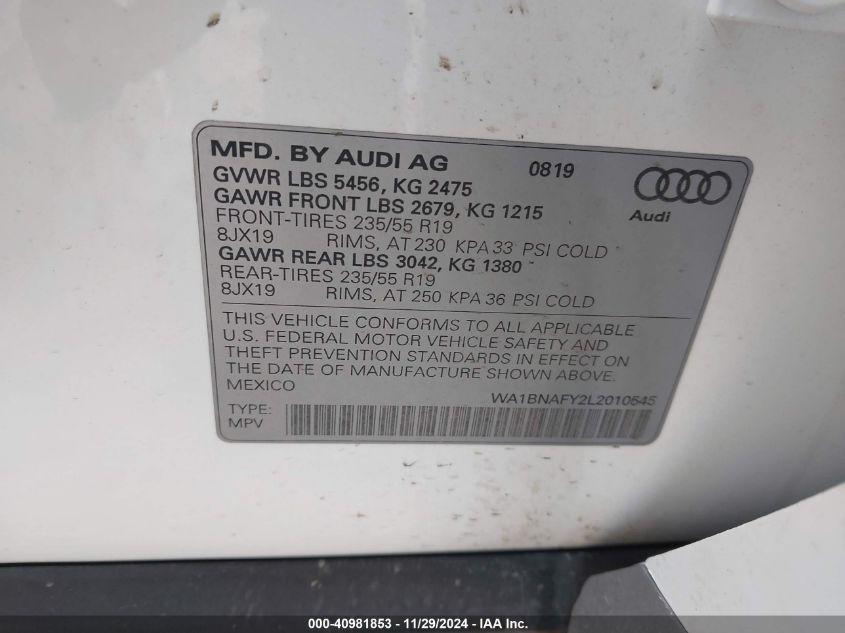 MFD. BY AUDI AG 0819
GVWR LBS 5456, KG 2475
GAWR FRONT LBS 2679, KG 1215
FRONT-TIRES 235/55 R19
8JX19 RIMS, AT 230 KPA 33 PSI COLD
GAWR REAR LBS 3042, KG 1380
REAR-TIRES 235/55 R19
8JX19 RIMS, AT 250 KPA 36 PSI COLD
Audi
THIS VEHICLE CONFORMS TO ALL APPLICABLE
U.S. FEDERAL MOTOR VEHICLE SAFETY AND
THEFT PREVENTION STANDARDS IN EFFECT ON
THE DATE OF MANUFACTURE SHOWN ABOVE.
MEXICO
WA1BNAFY2L2010545
TYPE:
MPV
000-40981853 - 11/29/2024 - IAA Inc.